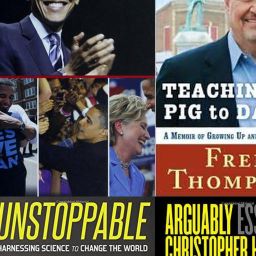 TEACHING
PIG to DA
A MEMOIR OF GROWING UP AND
FRE
THOMP
UNSTOPPABLE
HARNESSING SCIENCE to CHANGE THE WORLD
ARGUABLY ESS
CHRISTOPHER H